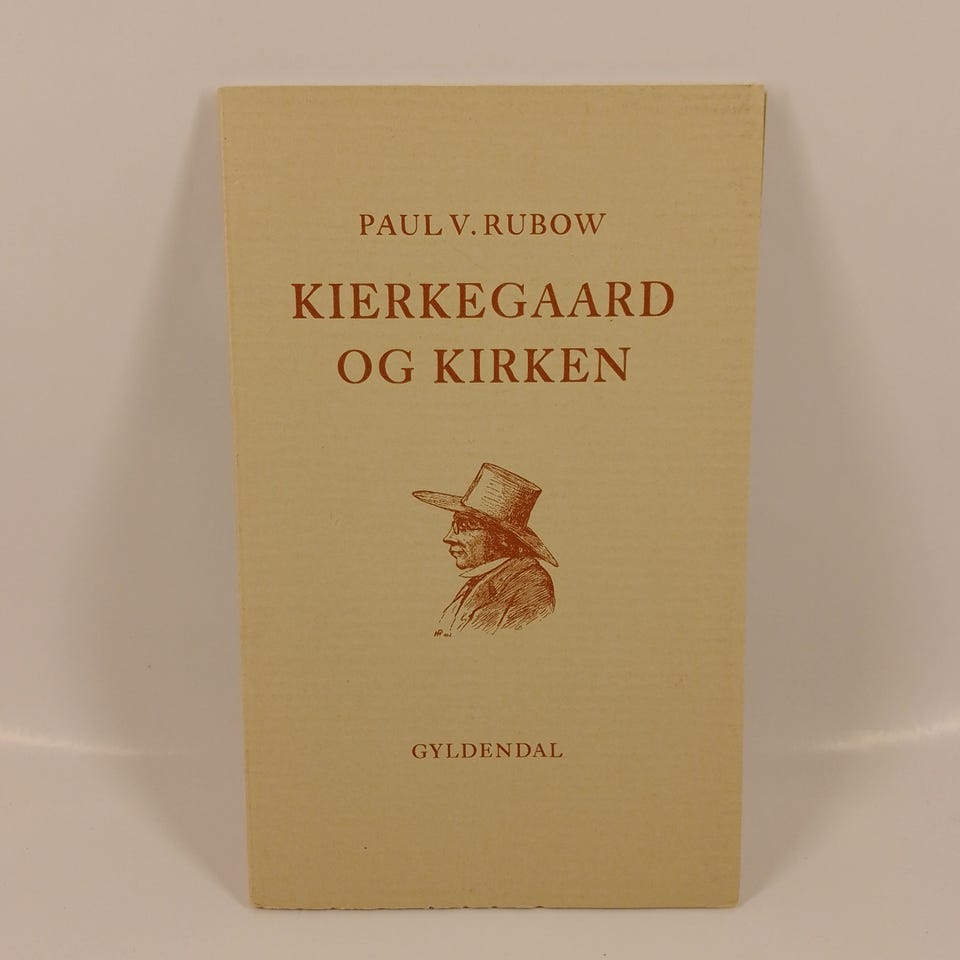 PAUL V. RUBOW
KIERKEGAARD
OG KIRKEN
GYLDENDAL